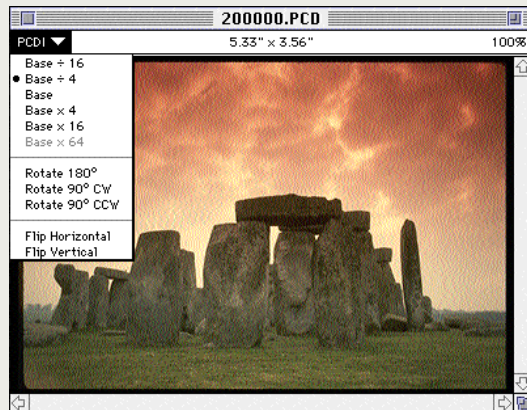 200000.PCD
PCDI 5.33" × 3.56" 100%
Base ÷ 16
Base ÷ 4
Base
Base × 4
Base × 16
Base × 64
Rotate 180°
Rotate 90° CW
Rotate 90° CCW
Flip Horizontal
Flip Vertical